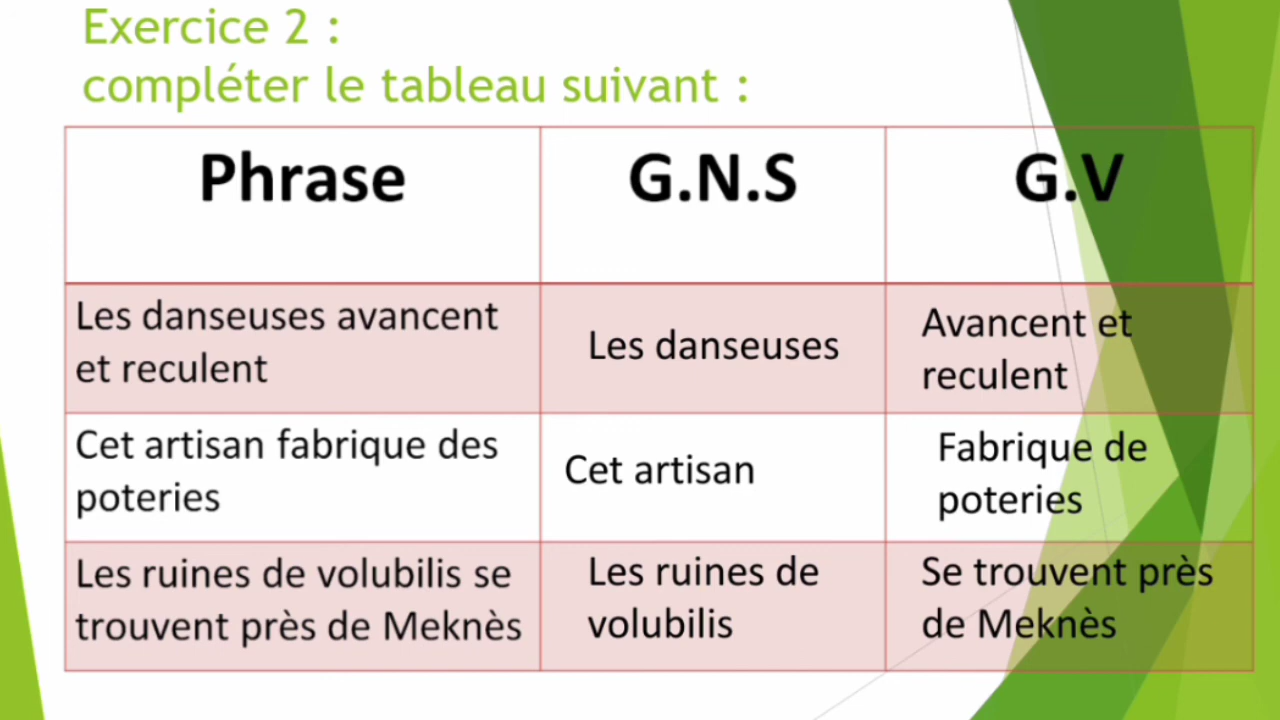 Exercice 2 :
compléter le tableau suivant :
Phrase
G.N.S
G.V
Les danseuses avancent
et reculent
Les danseuses
Avancent et
reculent
Cet artisan fabrique des
poteries
Cet artisan
Fabrique de
poteries
Les ruines de volubilis se
trouvent près de Meknès
Les ruines de
volubilis
Se trouvent près
de Meknès